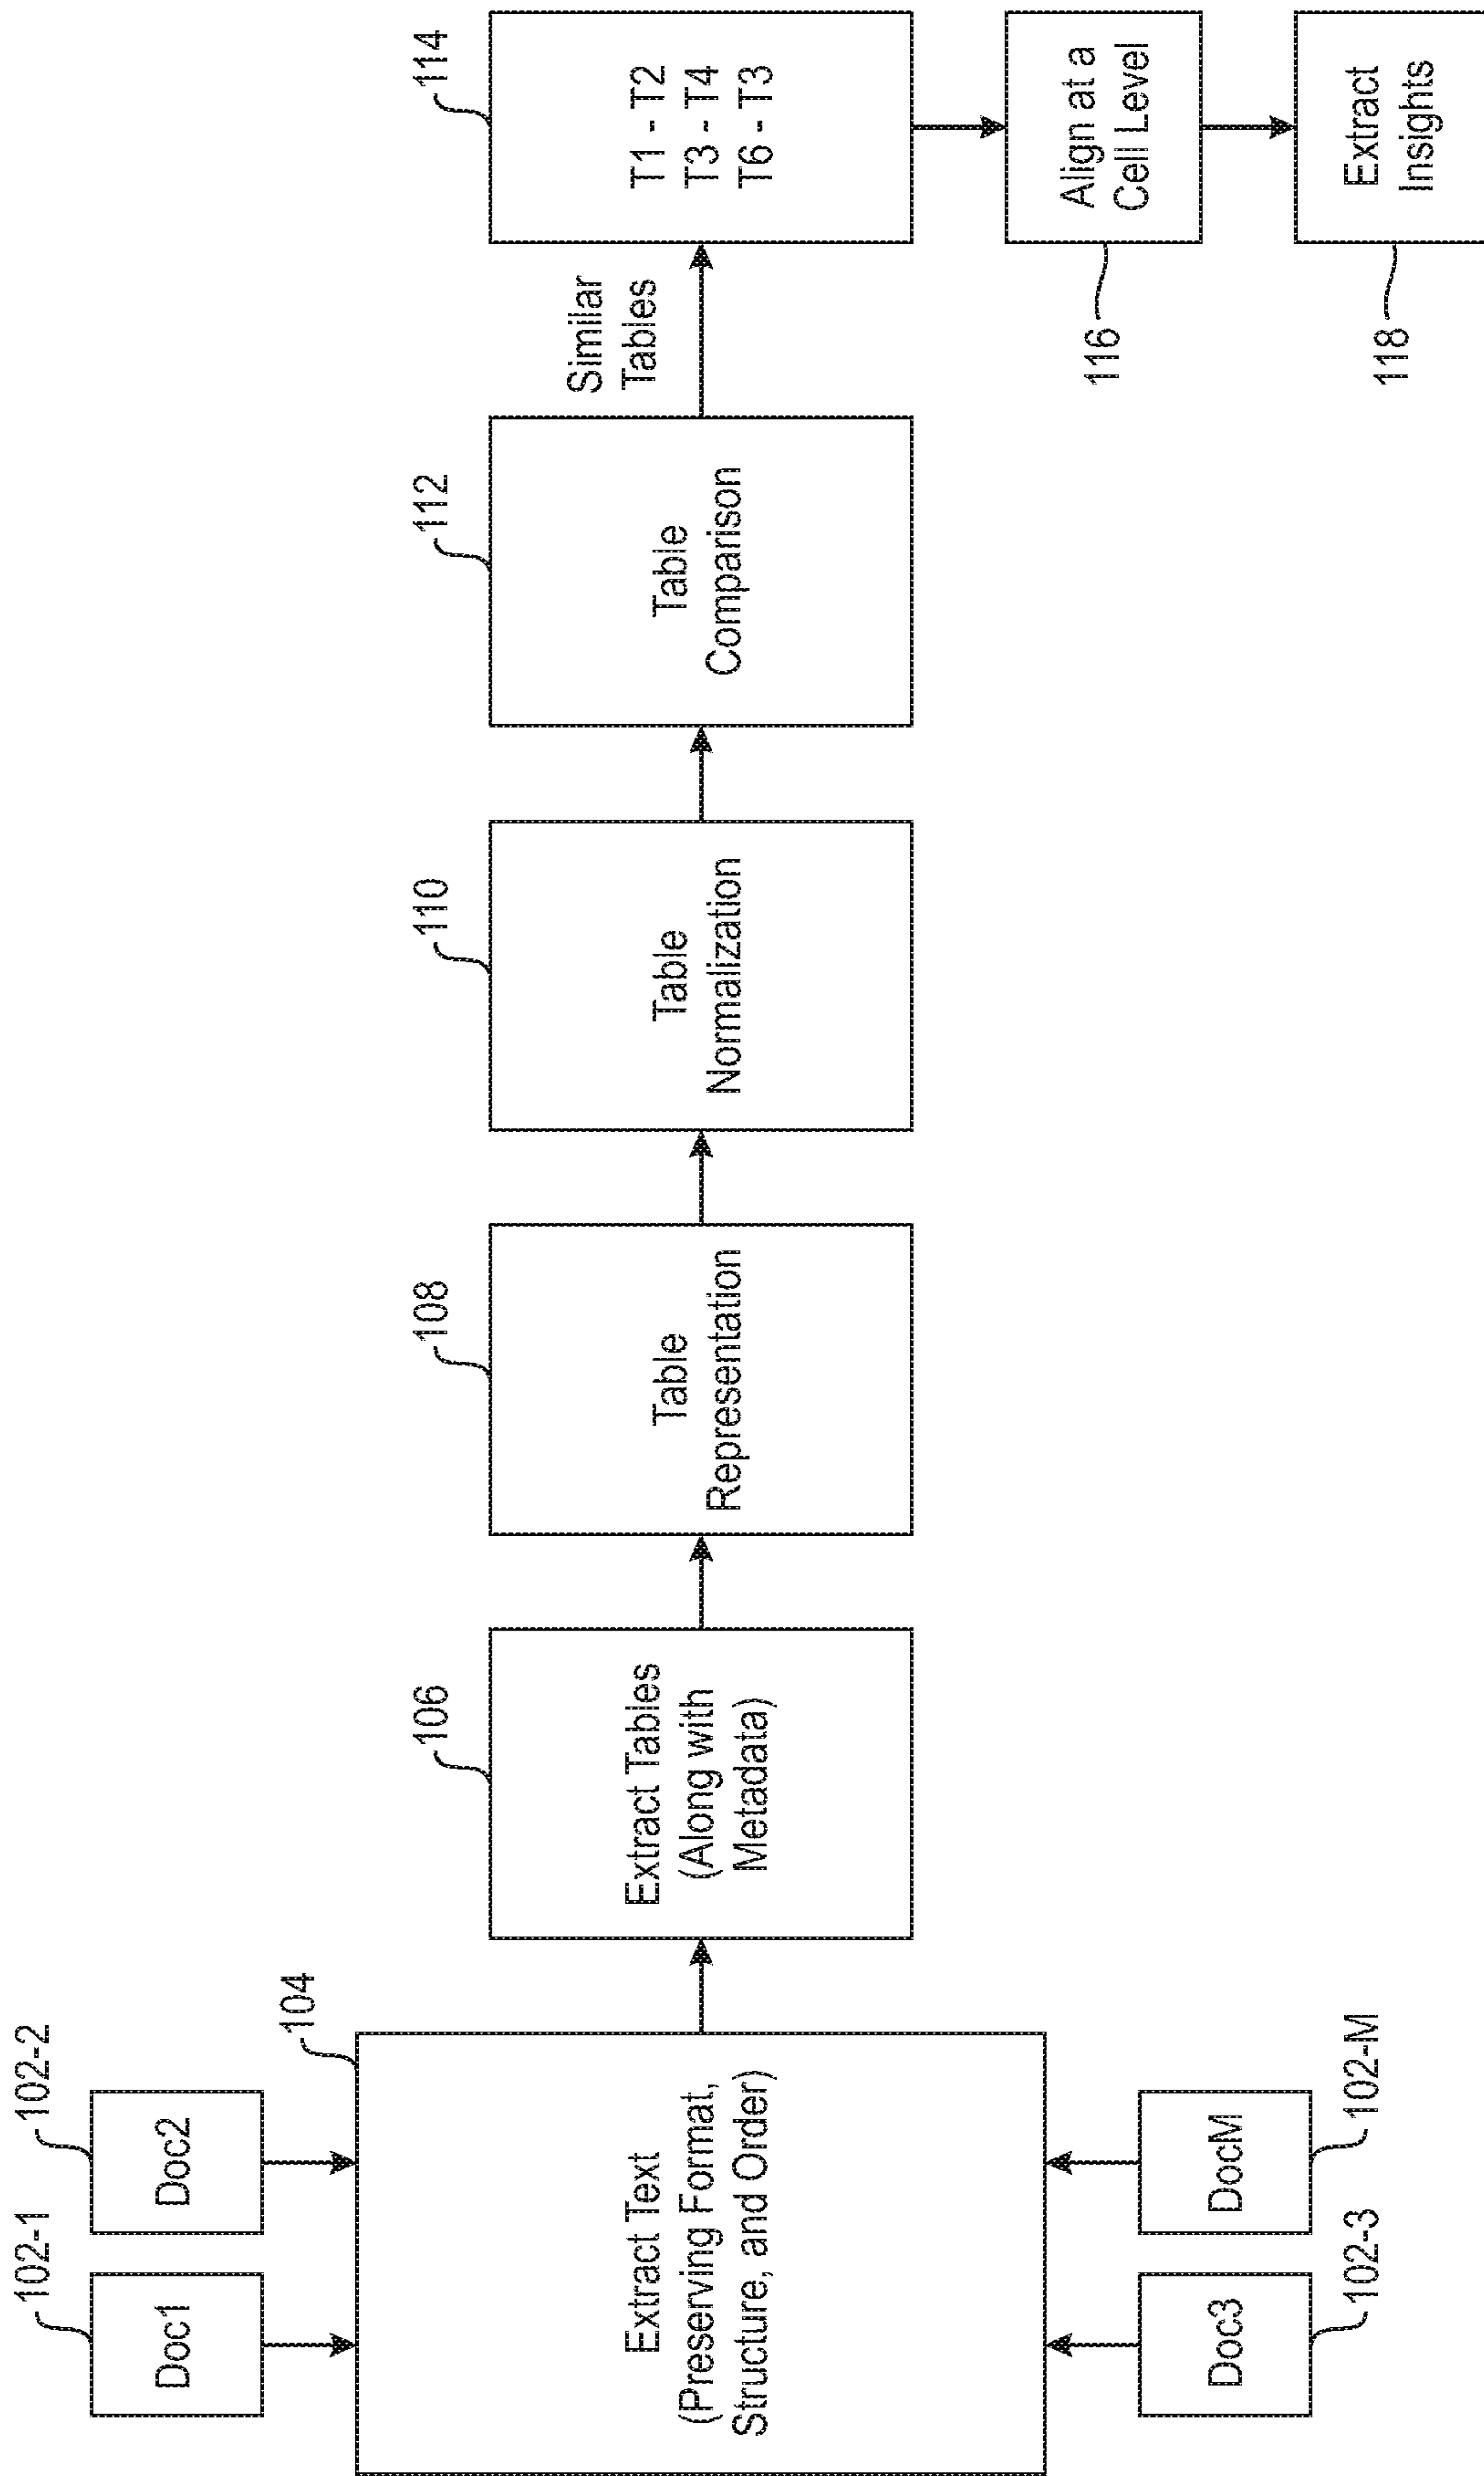 102-1
102-2
Doc1
Doc2
104
Extract Text
(Preserving Format,
Structure, and Order)
Doc3
DocM
102-3
102-M
106
Extract Tables
(Along with
Metadata)
108
Table
Representation
110
Table
Normalization
112
Table
Comparison
Similar
Tables
114
T1 - T2
T3 - T4
T6 - T3
Align at a
Cell Level
116
Extract
Insights
118